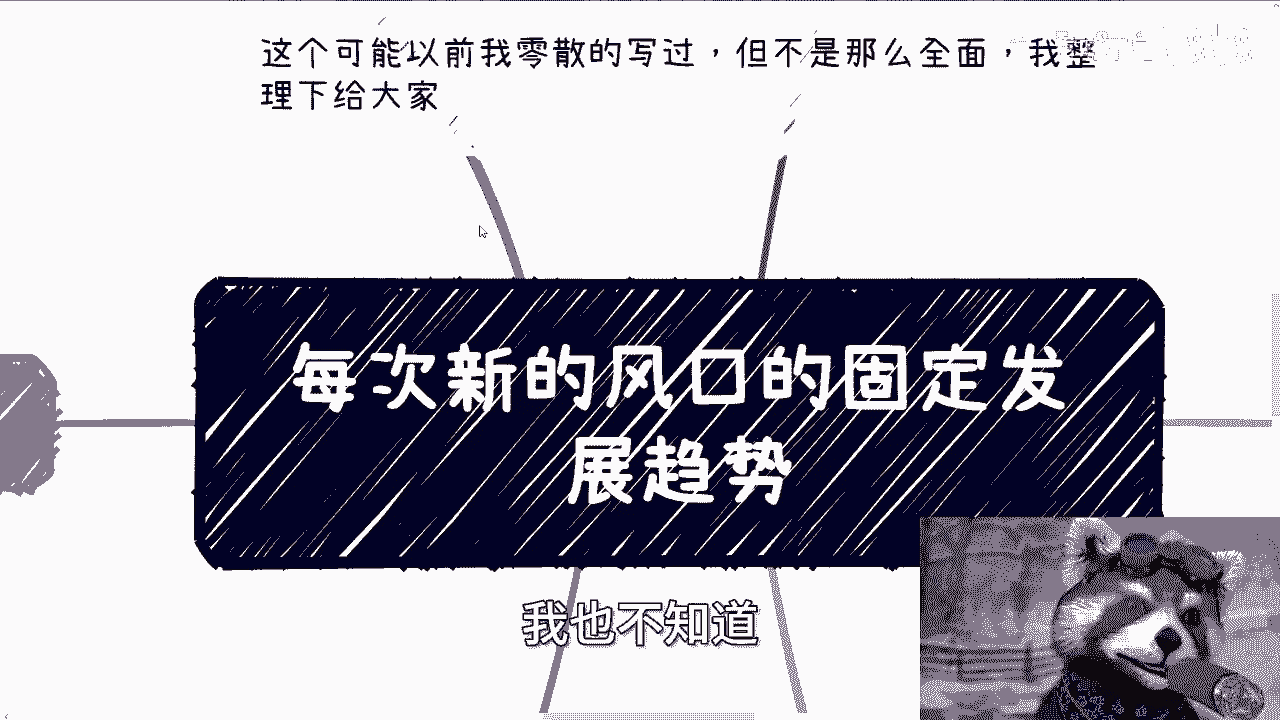 这个可能以前我零散的写过，但不是那么全面，我整
理下给大家
每次新的风口的固定发
展趋势
我也不知道